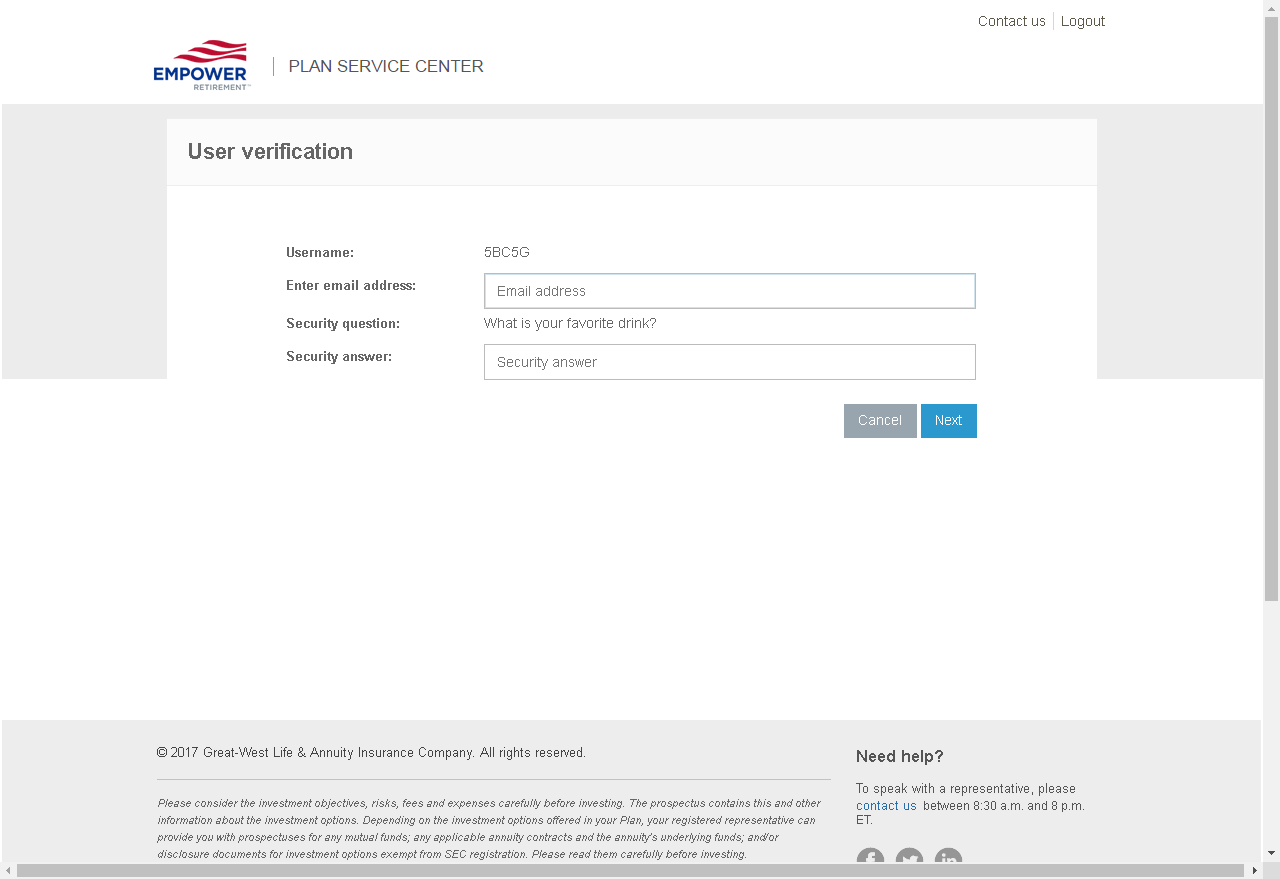 Contact us Logout
EMPOWER
RETIREMENT™
PLAN SERVICE CENTER
User verification
Username: 5BC5G
Enter email address: Email address
Security question: What is your favorite drink?
Security answer: Security answer
Cancel Next
© 2017 Great-West Life & Annuity Insurance Company. All rights reserved.
Please consider the investment objectives, risks, fees and expenses carefully before investing. The prospectus contains this and other
information about the investment options. Depending on the investment options offered in your Plan, your registered representative can
provide you with prospectuses for any mutual funds; any applicable annuity contracts and the annuity's underlying funds; and/or
disclosure documents for investment options exempt from SEC registration. Please read them carefully before investing.
Need help?
To speak with a representative, please
contact us between 8:30 a.m. and 8 p.m.
ET.